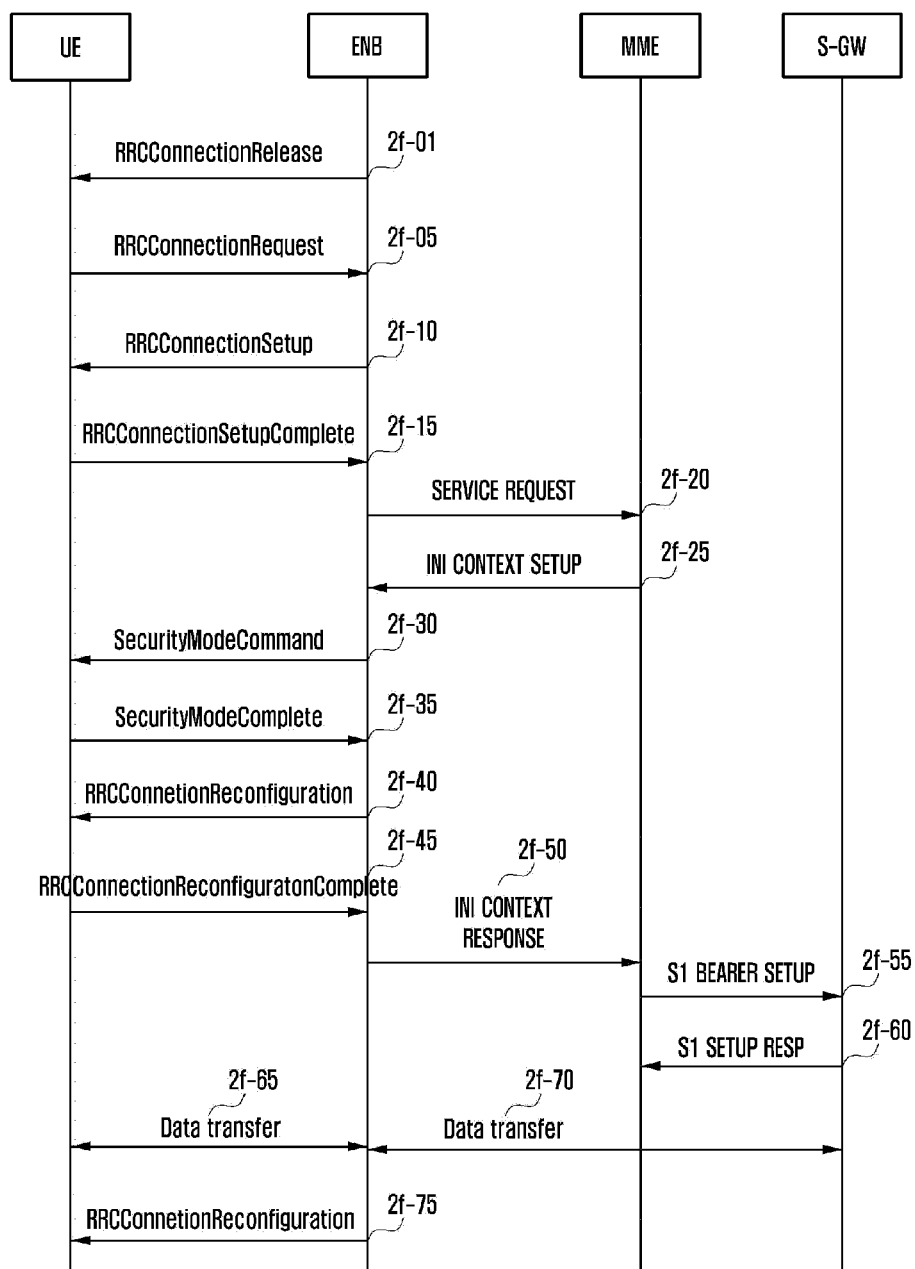 UE
ENB
MME
S-GW
RRCConnectionRelease
2f-01
RRCConnectionRequest
2f-05
RRCConnectionSetup
2f-10
RRCConnectionSetupComplete
2f-15
SERVICE REQUEST
2f-20
INI CONTEXT SETUP
2f-25
SecurityModeCommand
2f-30
SecurityModeComplete
2f-35
RRCConnetionReconfiguration
2f-40
RRCConnectionReconfiguratonComplete
2f-45
2f-50
INI CONTEXT
RESPONSE
S1 BEARER SETUP
2f-55
S1 SETUP RESP
2f-60
2f-65
Data transfer
2f-70
Data transfer
RRCConnetionReconfiguration
2f-75